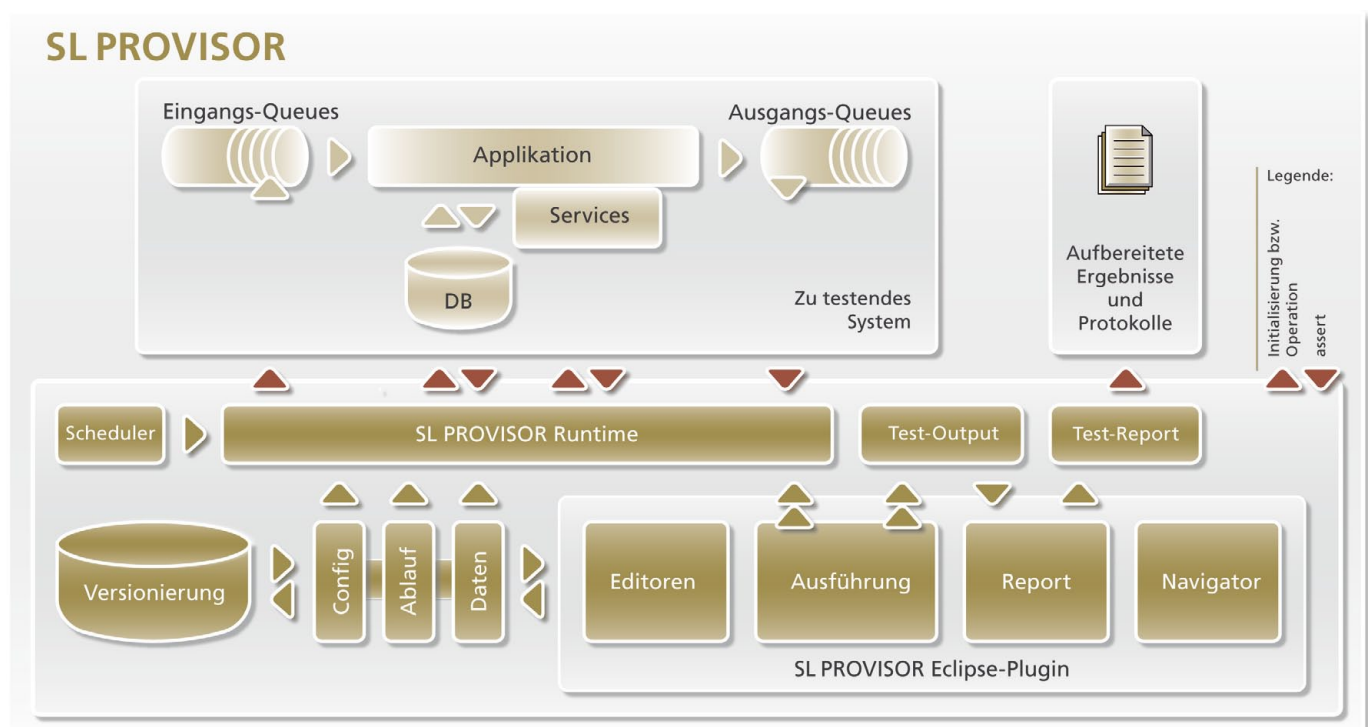 SL PROVISOR
Eingangs-Queues
Applikation
Ausgangs-Queues
Services
DB
Zu testendes
System
Aufbereitete
Ergebnisse
und
Protokolle
Legende:
Initialisierung bzw.
Operation
assert
Scheduler
SL PROVISOR Runtime
Test-Output
Test-Report
Versionierung
Config
Ablauf
Daten
Editoren
Ausführung
Report
Navigator
SL PROVISOR Eclipse-Plugin